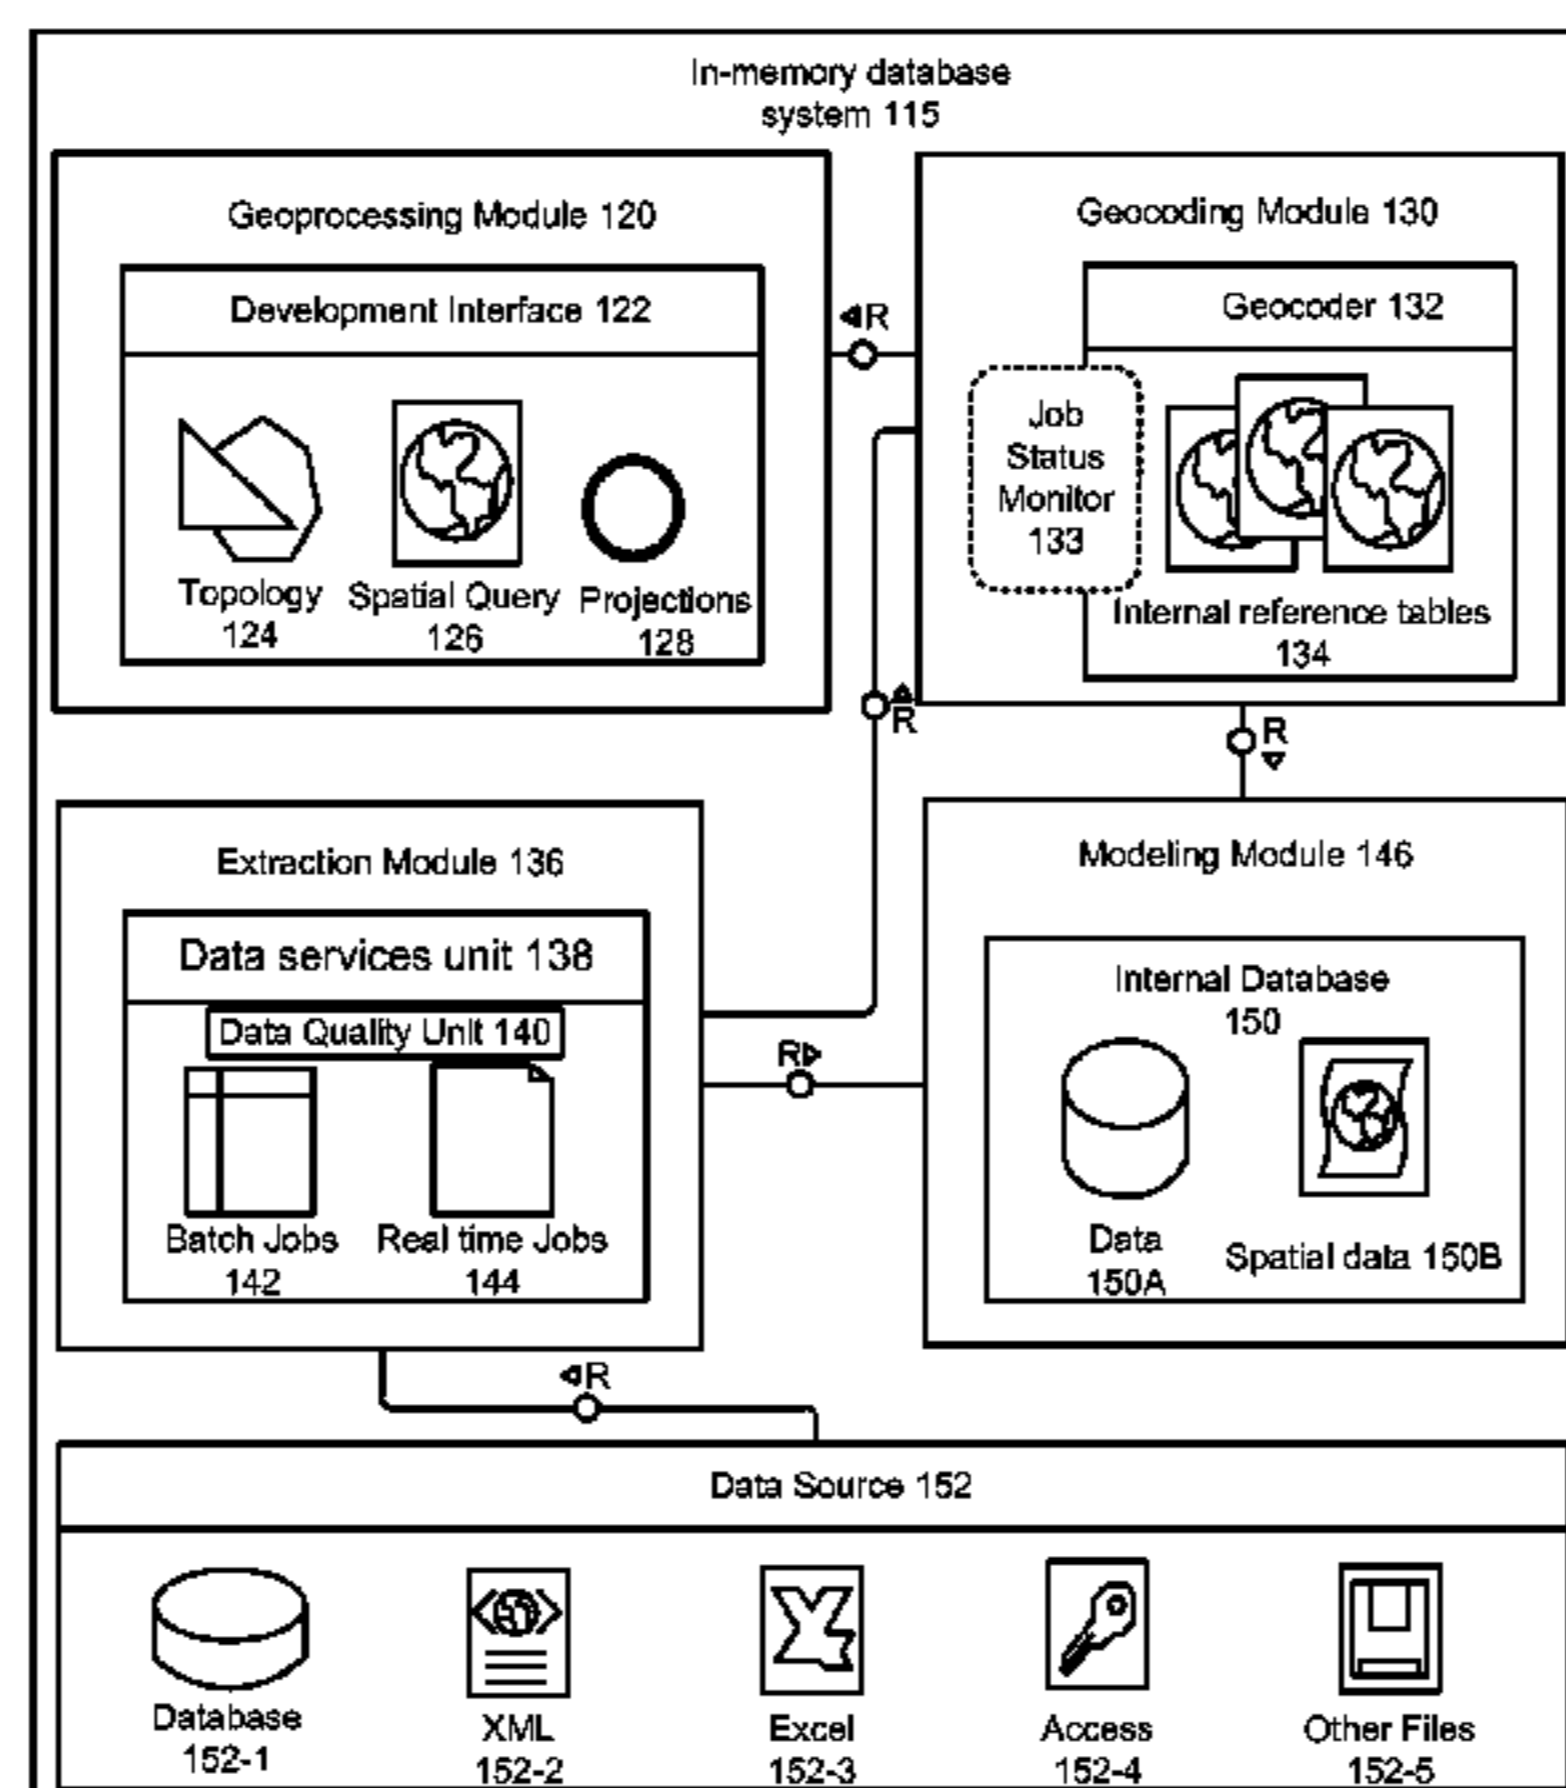 In-memory database
system 115
Geoprocessing Module 120
Development Interface 122
Topology
124
Spatial Query
126
Projections
128
R
Geocoding Module 130
Geocoder 132
Job
Status
Monitor
133
Internal reference tables
134
R
R
Extraction Module 136
Data services unit 138
Data Quality Unit 140
Batch Jobs
142
Real time Jobs
144
R
Modeling Module 146
Internal Database
150
Data
150A
Spatial data 150B
R
Data Source 152
Database
152-1
XML
152-2
Excel
152-3
Access
152-4
Other Files
152-5